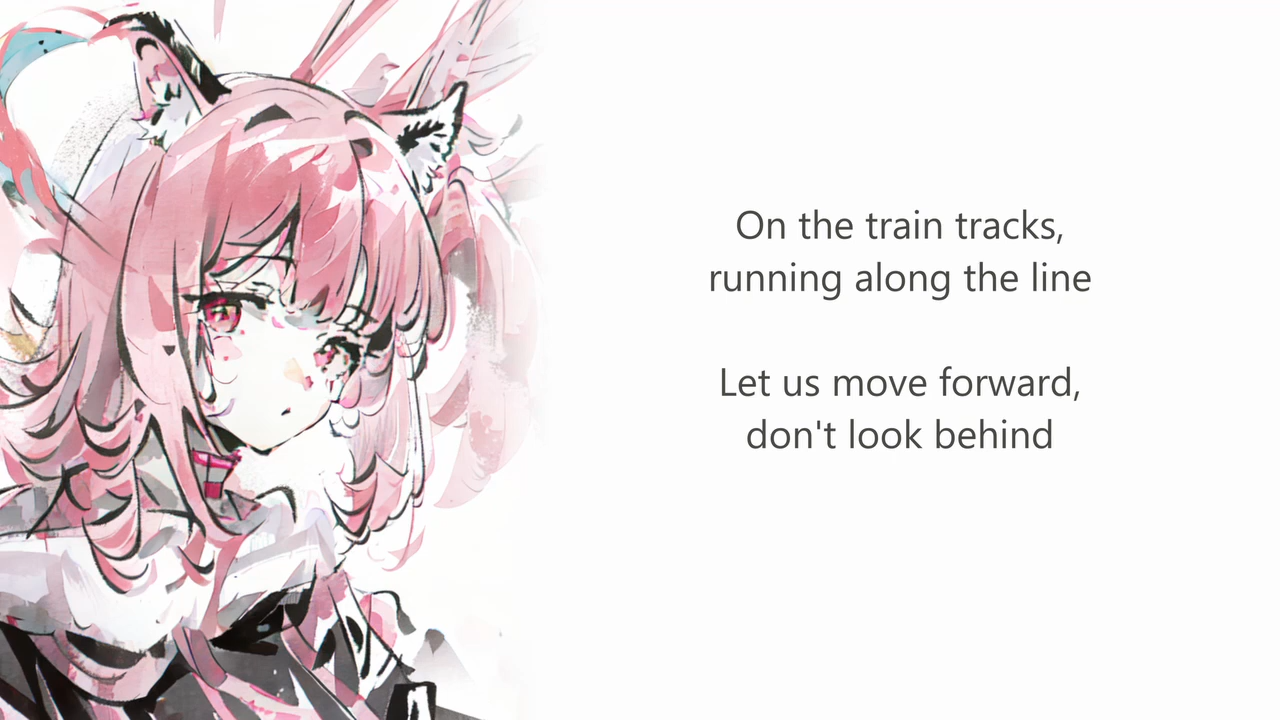 On the train tracks,
running along the line
Let us move forward,
don't look behind